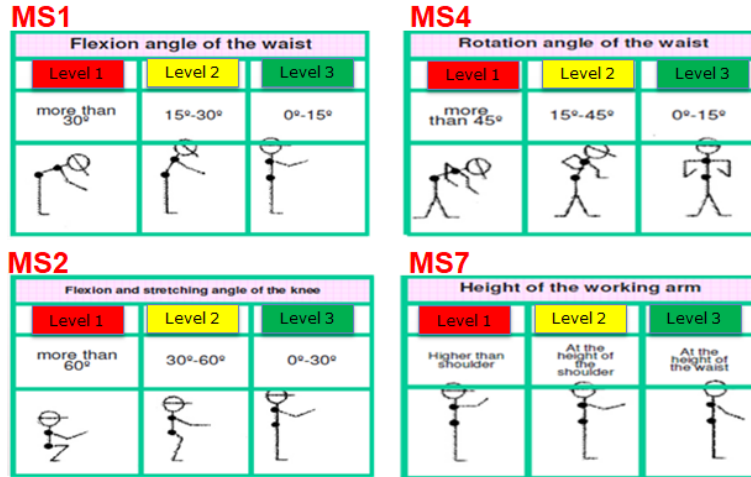 MS1
Flexion angle of the waist
Level 1 Level 2 Level 3
more than
30º
15º-30º
0º-15º
MS4
Rotation angle of the waist
Level 1 Level 2 Level 3
more
than 45º
15º-45º
0º-15º
MS2
Flexion and stretching angle of the knee
Level 1 Level 2 Level 3
more than
60º
30º-60º
0º-30º
MS7
Height of the working arm
Level 1 Level 2 Level 3
Higher than
shoulder
At the
height of
the
shoulder
At the
height of
the waist